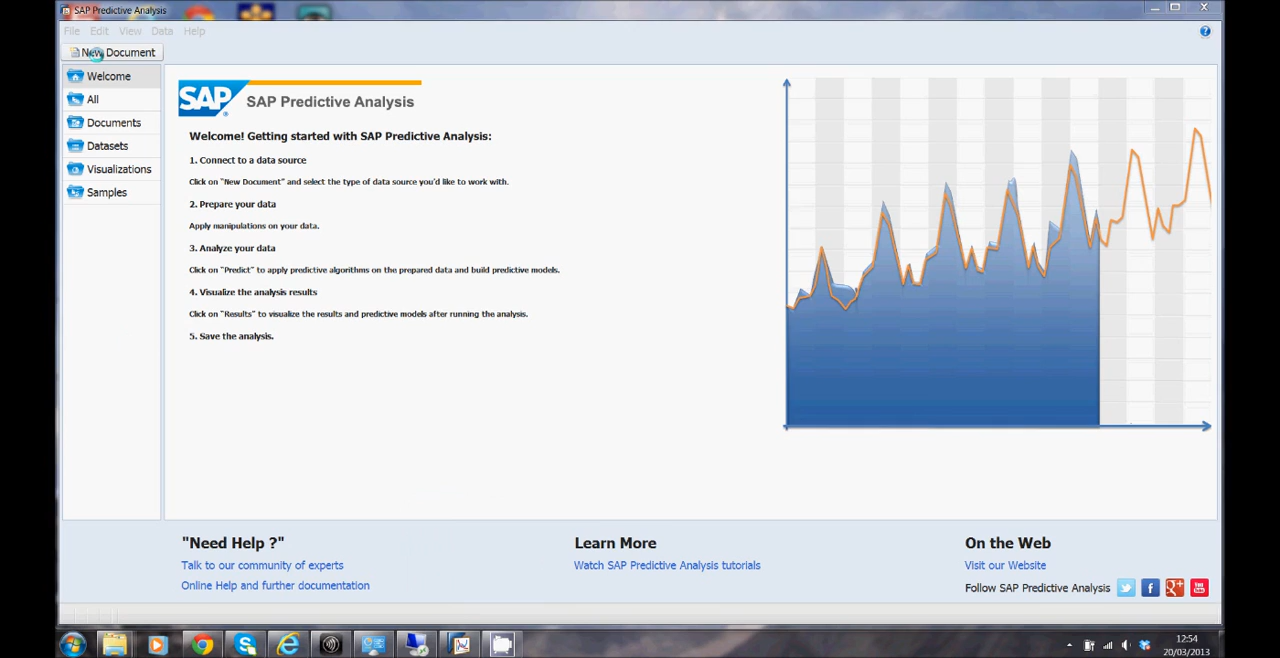 SAP Predictive Analysis
File Edit View Data Help
New Document
Welcome
All
Documents
Datasets
Visualizations
Samples
SAP
SAP Predictive Analysis
Welcome! Getting started with SAP Predictive Analysis:
1. Connect to a data source
Click on "New Document" and select the type of data source you'd like to work with.
2. Prepare your data
Apply manipulations on your data.
3. Analyze your data
Click on "Predict" to apply predictive algorithms on the prepared data and build predictive models.
4. Visualize the analysis results
Click on "Results" to visualize the results and predictive models after running the analysis.
5. Save the analysis.
"Need Help ?"
Talk to our community of experts
Online Help and further documentation
Learn More
Watch SAP Predictive Analysis tutorials
On the Web
Visit our Website
Follow SAP Predictive Analysis
12:54
20/03/2013